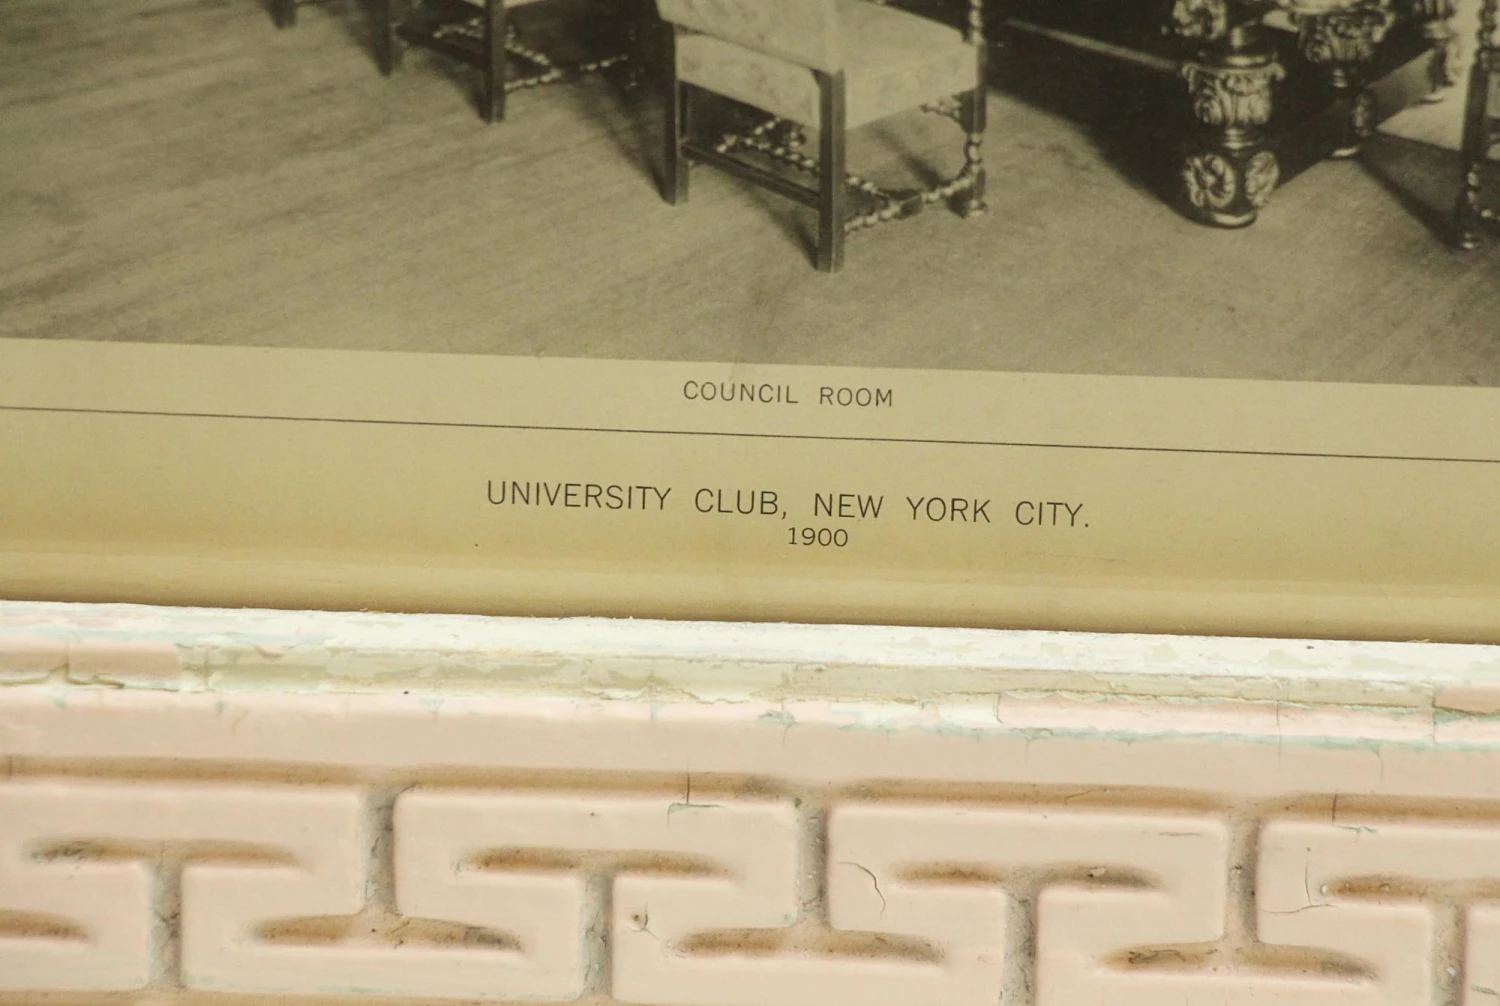 COUNCIL ROOM
UNIVERSITY CLUB, NEW YORK CITY.
1900